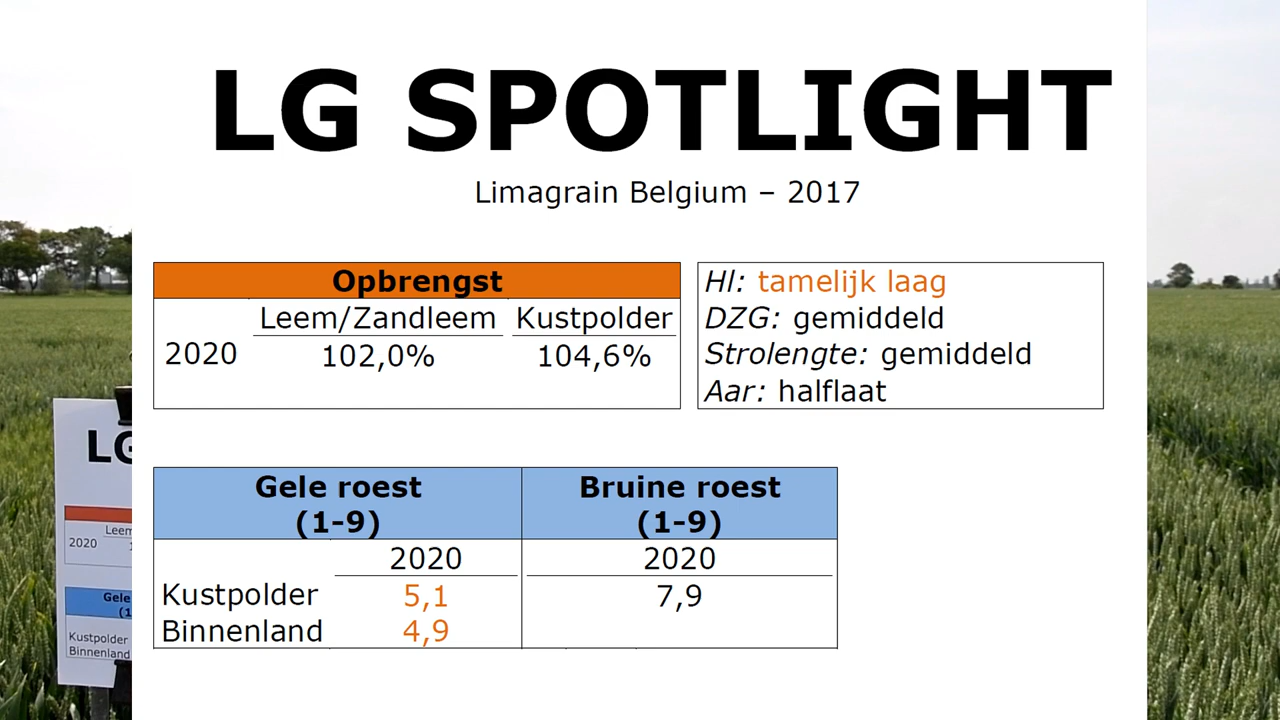 LG SPOTLIGHT
Limagrain Belgium – 2017
Opbrengst
Leem/Zandleem Kustpolder
2020 102,0% 104,6%
Hl: tamelijk laag
DZG: gemiddeld
Strolengte: gemiddeld
Aar: halflaat
Gele roest (1-9) Bruine roest (1-9)
2020 2020
Kustpolder 5,1 7,9
Binnenland 4,9
LG
Leem
2020
Gele
(1
Kustpolder
Binnenland